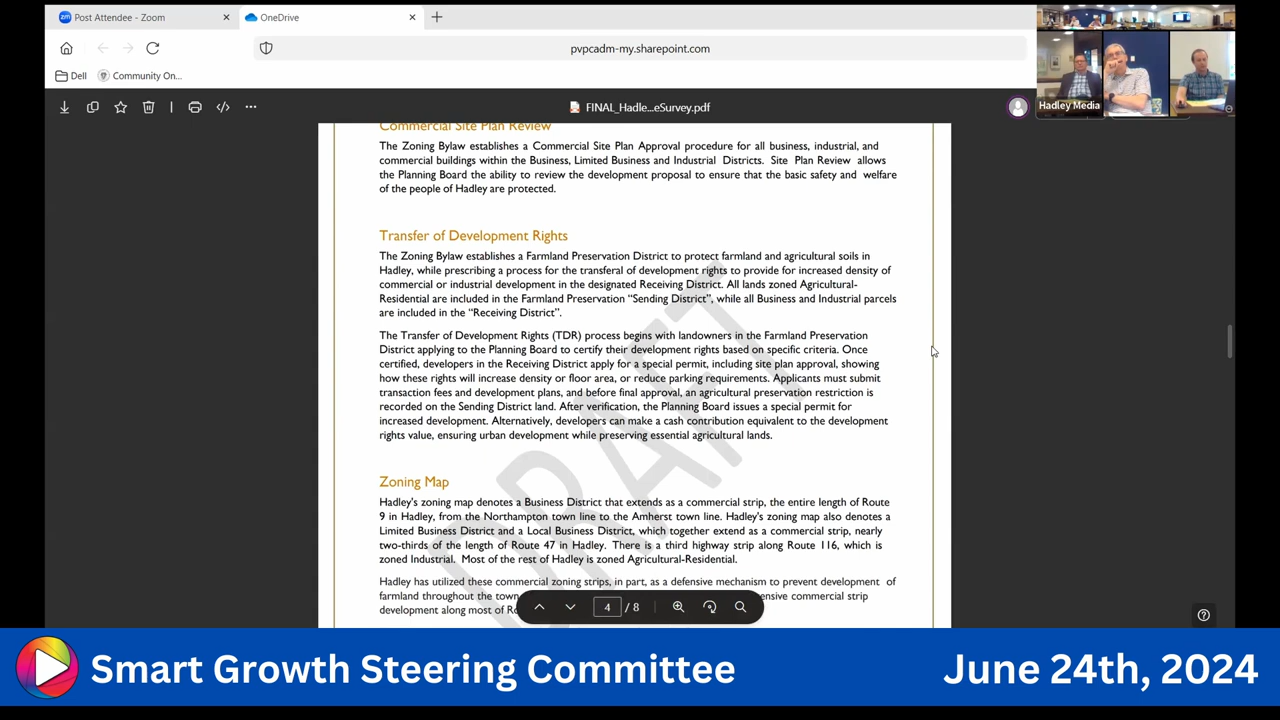 Post Attendee - Zoom
OneDrive
pvpcadm-my.sharepoint.com
Dell
Community On...
FINAL_Hadle...eSurvey.pdf
Hadley Media
Commercial Site Plan Review
The Zoning Bylaw establishes a Commercial Site Plan Approval procedure for all business, industrial, and
commercial buildings within the Business, Limited Business and Industrial Districts. Site Plan Review allows
the Planning Board the ability to review the development proposal to ensure that the basic safety and welfare
of the people of Hadley are protected.
Transfer of Development Rights
The Zoning Bylaw establishes a Farmland Preservation District to protect farmland and agricultural soils in
Hadley, while prescribing a process for the transferal of development rights to provide for increased density of
commercial or industrial development in the designated Receiving District. All lands zoned Agricultural-
Residential are included in the Farmland Preservation “Sending District”, while all Business and Industrial parcels
are included in the “Receiving District”.
The Transfer of Development Rights (TDR) process begins with landowners in the Farmland Preservation
District applying to the Planning Board to certify their development rights based on specific criteria. Once
certified, developers in the Receiving District apply for a special permit, including site plan approval, showing
how these rights will increase density or floor area, or reduce parking requirements. Applicants must submit
transaction fees and development plans, and before final approval, an agricultural preservation restriction is
recorded on the Sending District land. After verification, the Planning Board issues a special permit for
increased development. Alternatively, developers can make a cash contribution equivalent to the development
rights value, ensuring urban development while preserving essential agricultural lands.
Zoning Map
Hadley’s zoning map denotes a Business District that extends as a commercial strip, the entire length of Route
9 in Hadley, from the Northampton town line to the Amherst town line. Hadley’s zoning map also denotes a
Limited Business District and a Local Business District, which together extend as a commercial strip, nearly
two-thirds of the length of Route 47 in Hadley. There is a third highway strip along Route 116, which is
zoned Industrial. Most of the rest of Hadley is zoned Agricultural-Residential.
Hadley has utilized these commercial zoning strips, in part, as a defensive mechanism to prevent development of
farmland throughout the town
commercial strip
development along most of
DRAFT
4 / 8
Smart Growth Steering Committee
June 24th, 2024